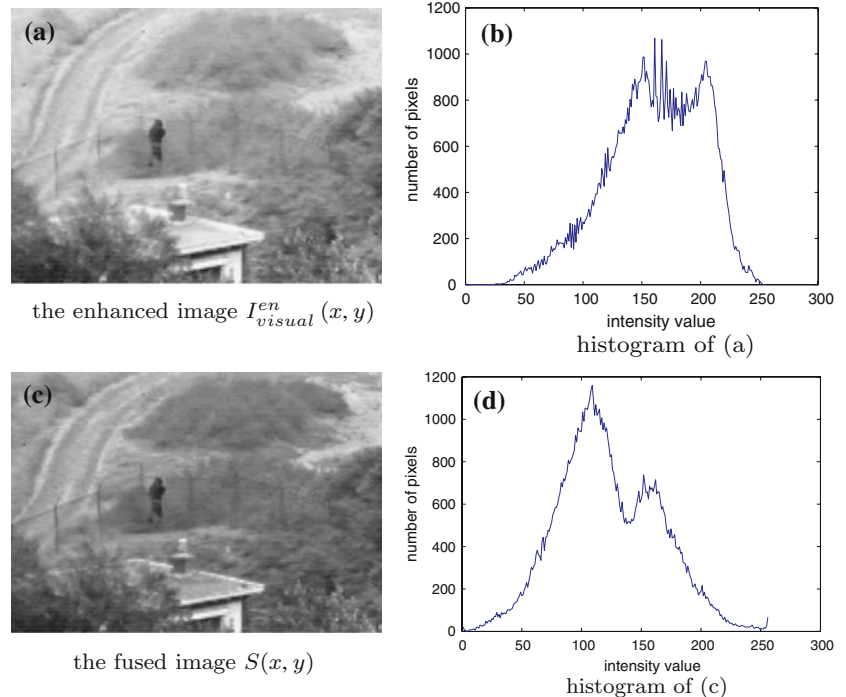 (a)
the enhanced image I_{visual}^{en} (x, y)
(b)
1200
1000
800
600
400
200
0
number of pixels
0 50 100 150 200 250 300
intensity value
histogram of (a)
(c)
the fused image S(x, y)
(d)
1200
1000
800
600
400
200
0
number of pixels
0 50 100 150 200 250 300
intensity value
histogram of (c)